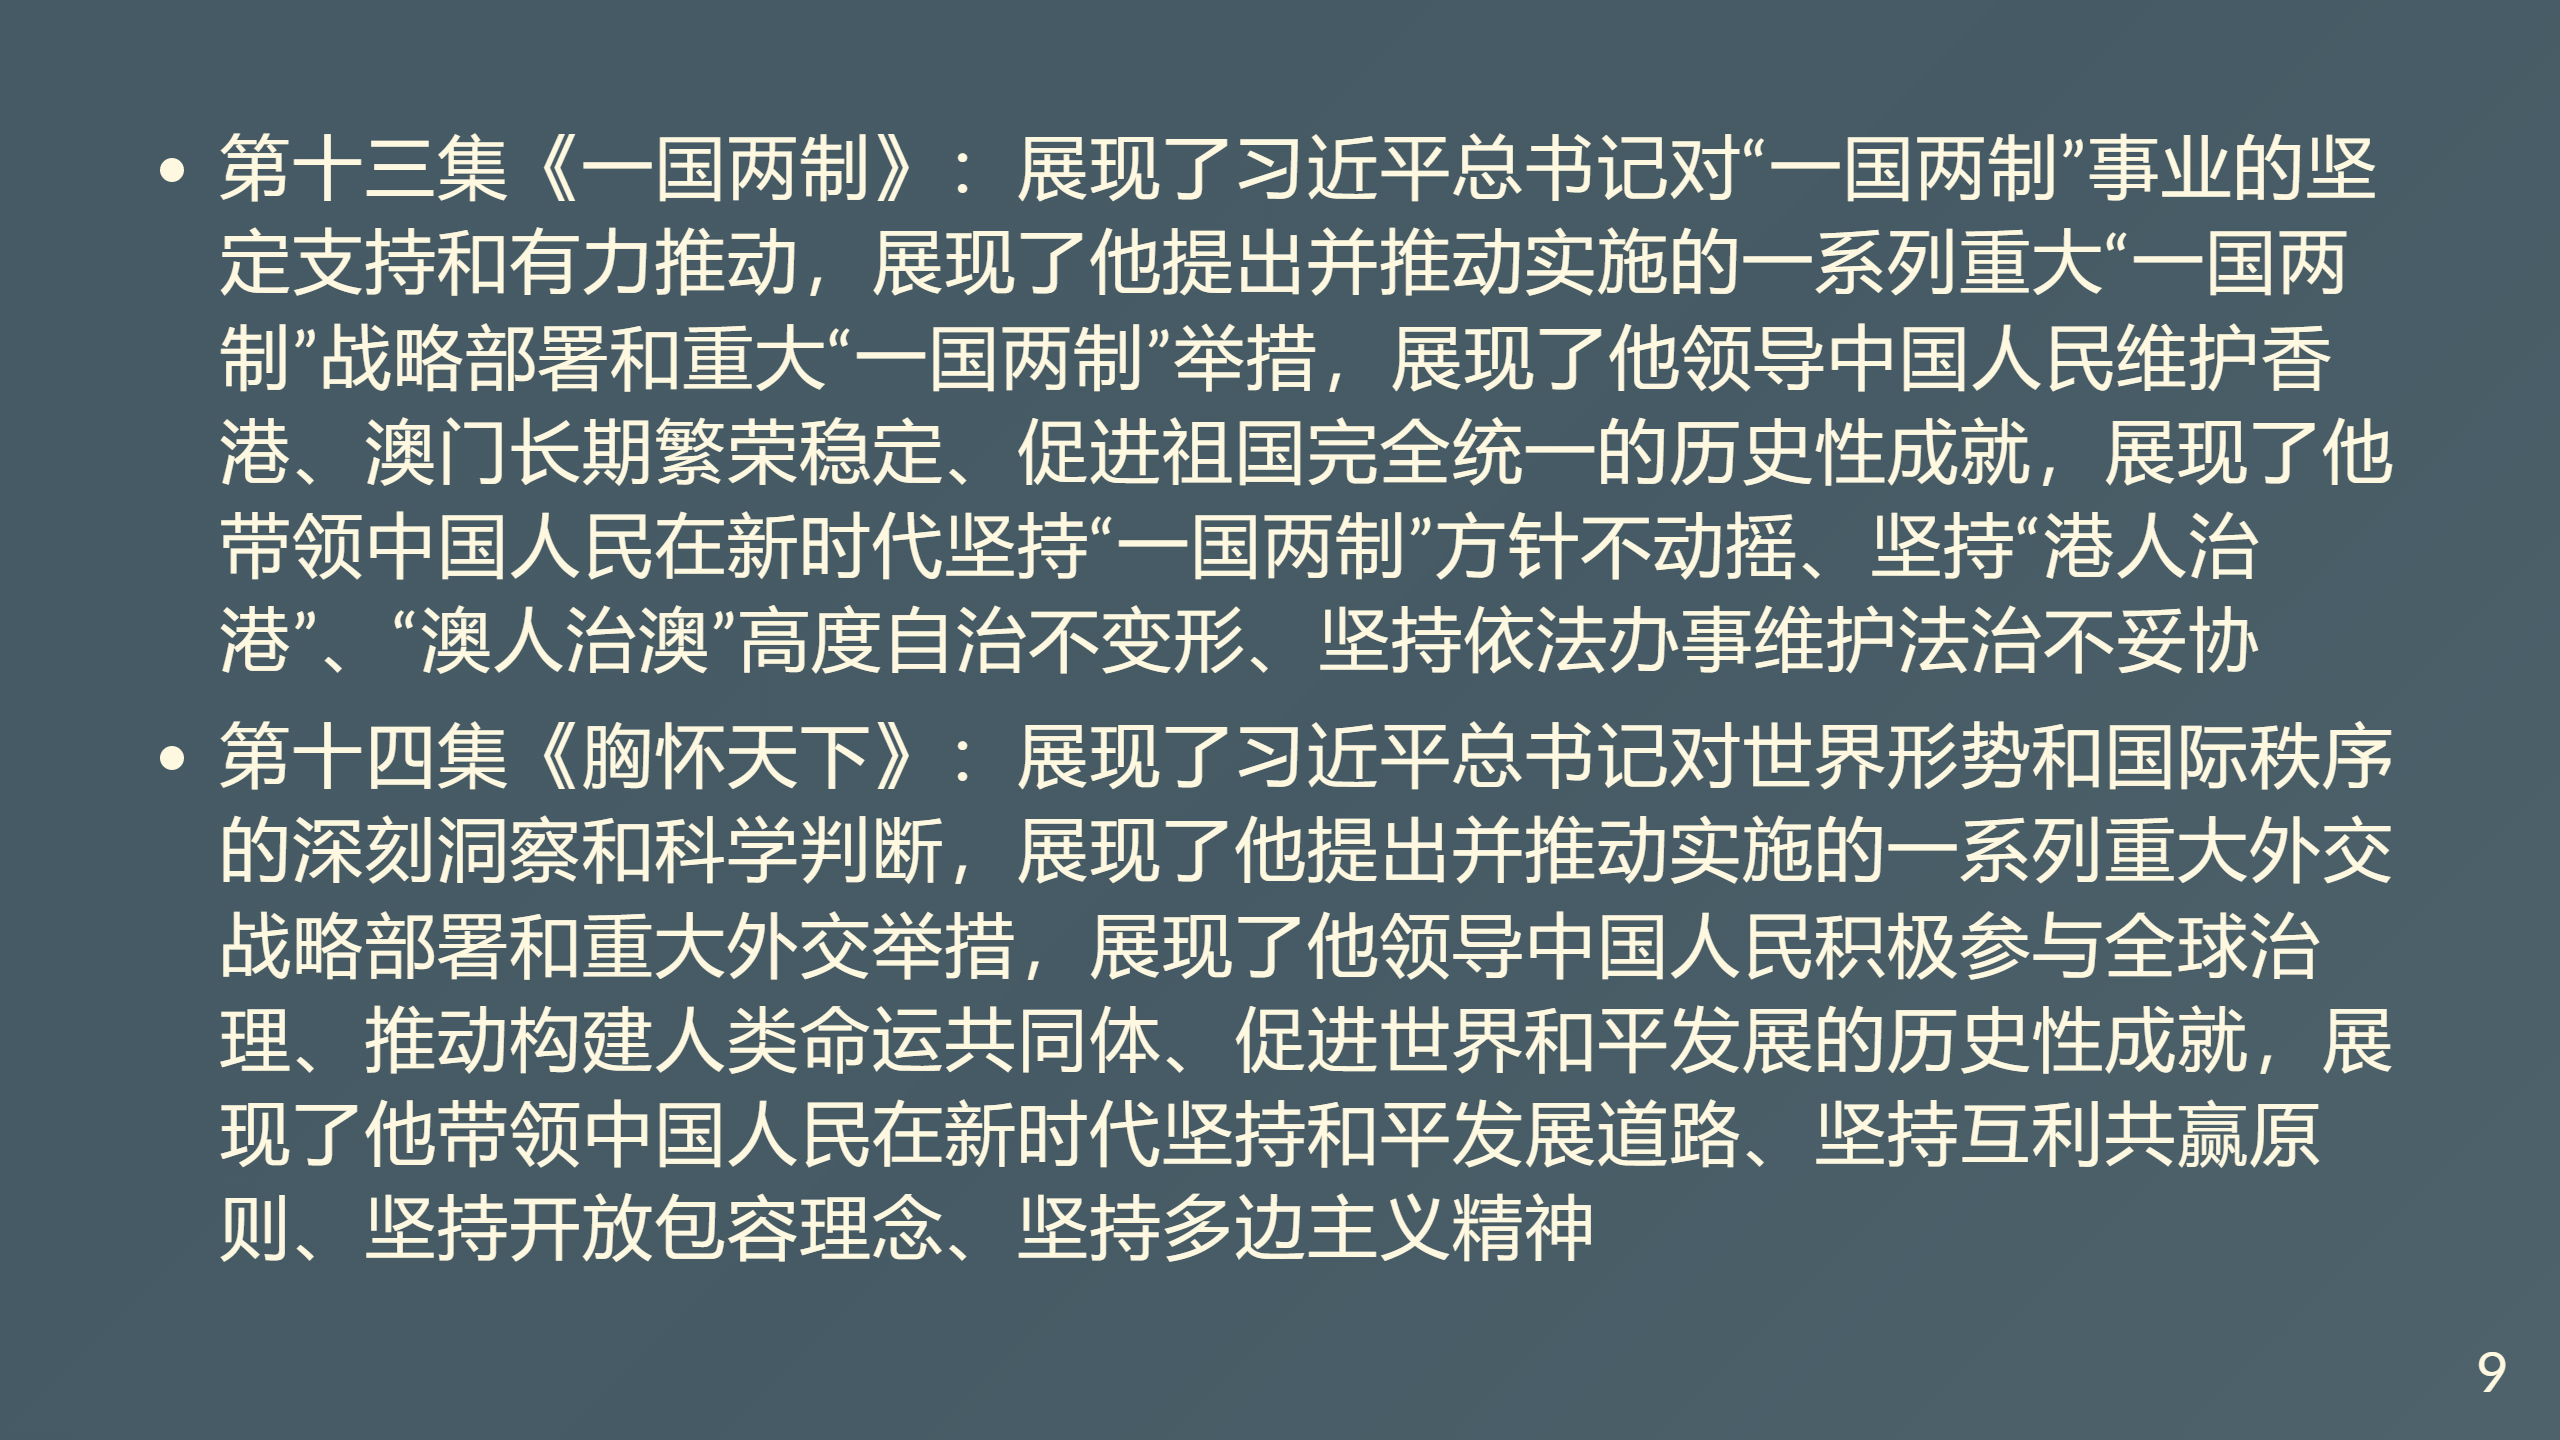 • 第十三集《一国两制》：展现了习近平总书记对“一国两制”事业的坚
定支持和有力推动，展现了他提出并推动实施的一系列重大“一国两
制”战略部署和重大“一国两制”举措，展现了他领导中国人民维护香
港、澳门长期繁荣稳定、促进祖国完全统一的历史性成就，展现了他
带领中国人民在新时代坚持“一国两制”方针不动摇、坚持“港人治
港”、“澳人治澳”高度自治不变形、坚持依法办事维护法治不妥协
• 第十四集《胸怀天下》：展现了习近平总书记对世界形势和国际秩序
的深刻洞察和科学判断，展现了他提出并推动实施的一系列重大外交
战略部署和重大外交举措，展现了他领导中国人民积极参与全球治
理、推动构建人类命运共同体、促进世界和平发展的历史性成就，展
现了他带领中国人民在新时代坚持和平发展道路、坚持互利共赢原
则、坚持开放包容理念、坚持多边主义精神
9